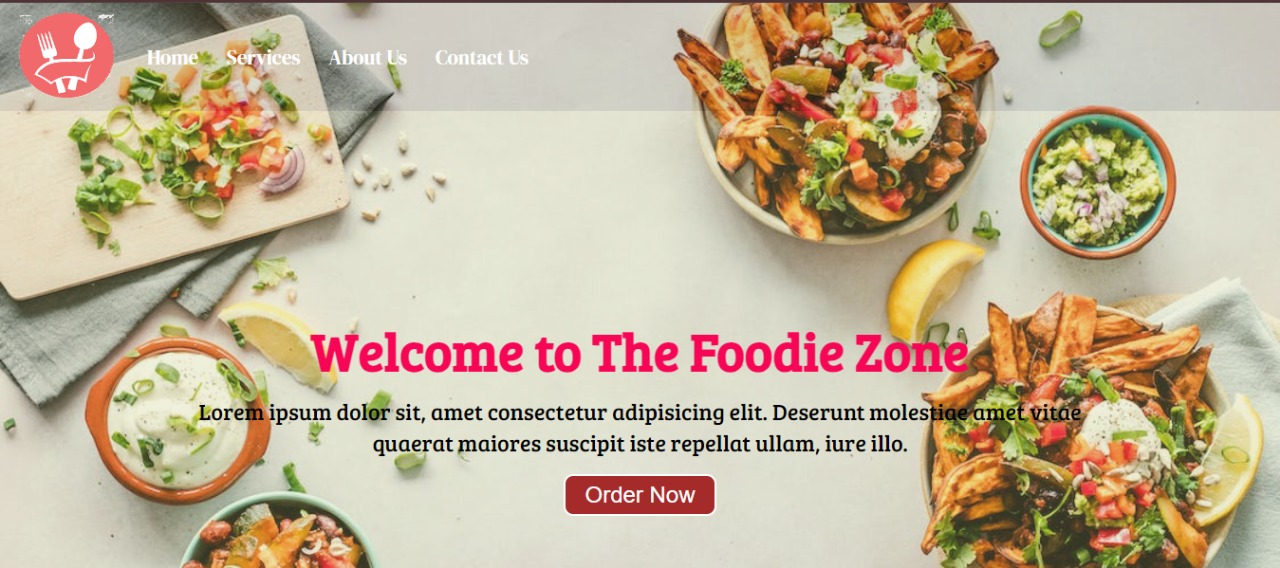 Home Services About Us Contact Us
Welcome to The Foodie Zone
Lorem ipsum dolor sit, amet consectetur adipisicing elit. Deserunt molestiae amet vitae
quaerat maiores suscipit iste repellat ullam, iure illo.
Order Now